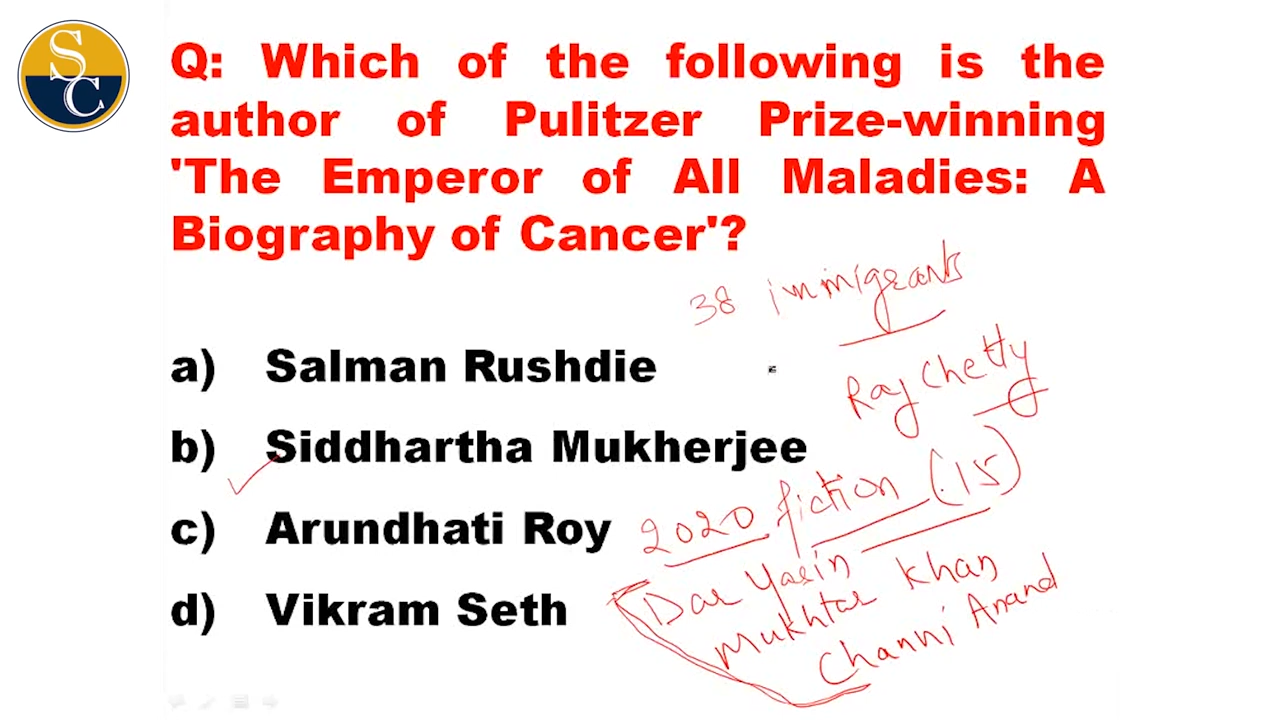 SC
Q: Which of the following is the
author of Pulitzer Prize-winning
'The Emperor of All Maladies: A
Biography of Cancer'?
38 immigrants
a) Salman Rushdie
Raj Chetty
b) Siddhartha Mukherjee
2020 fiction (15)
c) Arundhati Roy
Dar Yasin
Mukhtar Khan
Channi Anand
d) Vikram Seth